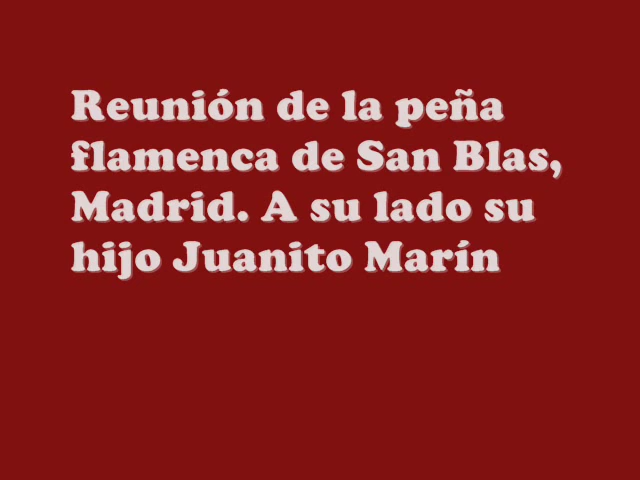 Reunión de la peña
flamenca de San Blas,
Madrid. A su lado su
hijo Juanito Marín